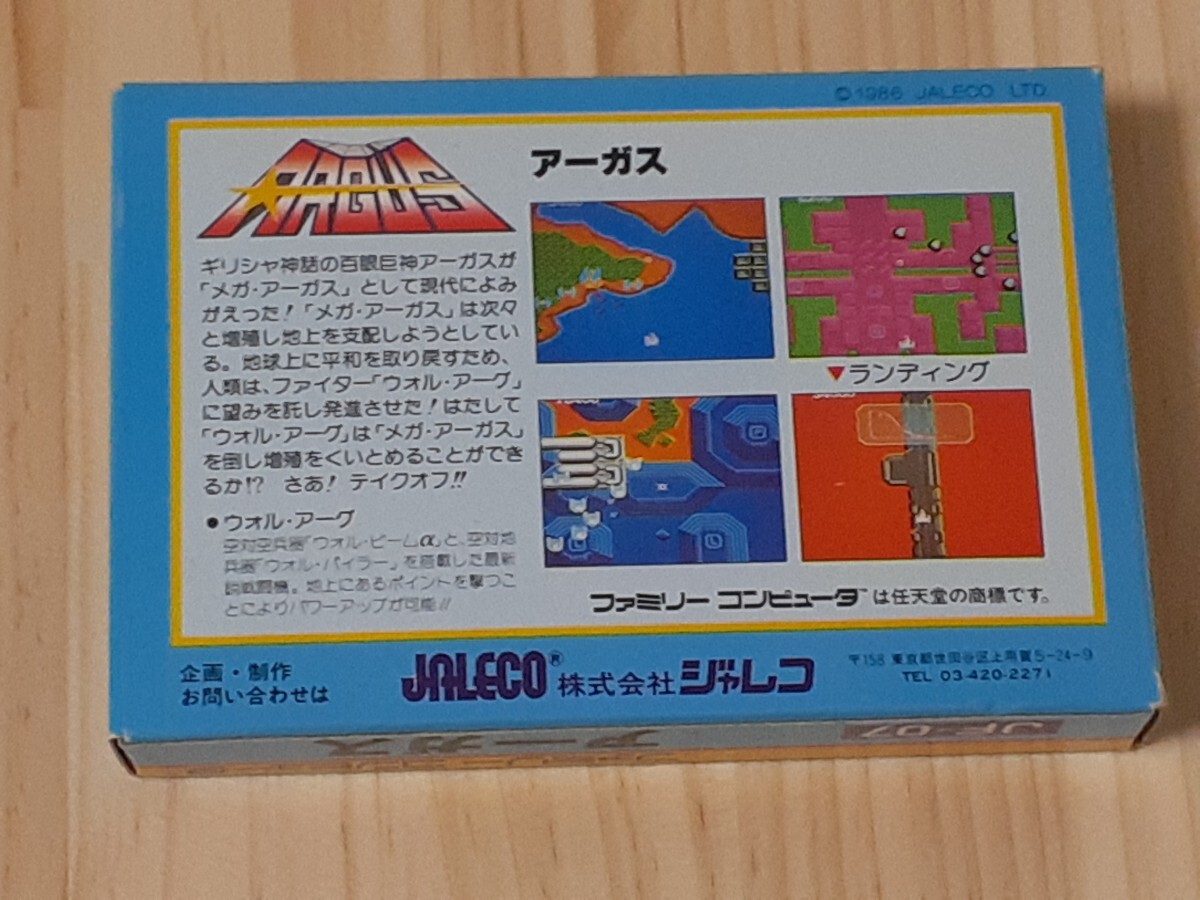 ©1986 JALECO LTD.
ARGUS
アーガス
ギリシャ神話の百眼巨神アーガスが
「メガ・アーガス」として現代によみ
がえった!「メガ・アーガス」は次々
と増殖し地上を支配しようとしてい
る。地球上に平和を取り戻すため、
人類は、ファイター「ウォル・アーグ」
に望みを託し発進させた!はたして
「ウォル・アーグ」は「メガ・アーガス」
を倒し増殖をくいとめることができ
るか!? さあ! テイクオフ!!
●ウォル・アーグ
空対空兵器「ウォル・ビームα」と、空対地
兵器「ウォル・バイラー」を搭載した最新
鋭戦闘機。地上にあるポイントを撃つこ
とによりパワーアップが可能!!
▼ランディング
ファミリー コンピュータ™は任天堂の商標です。
企画・制作
お問い合わせは
JALECO® 株式会社ジャレコ
〒158 東京都世田谷区上用賀5-24-9
TEL 03-420-2271
アーガス
JF-07